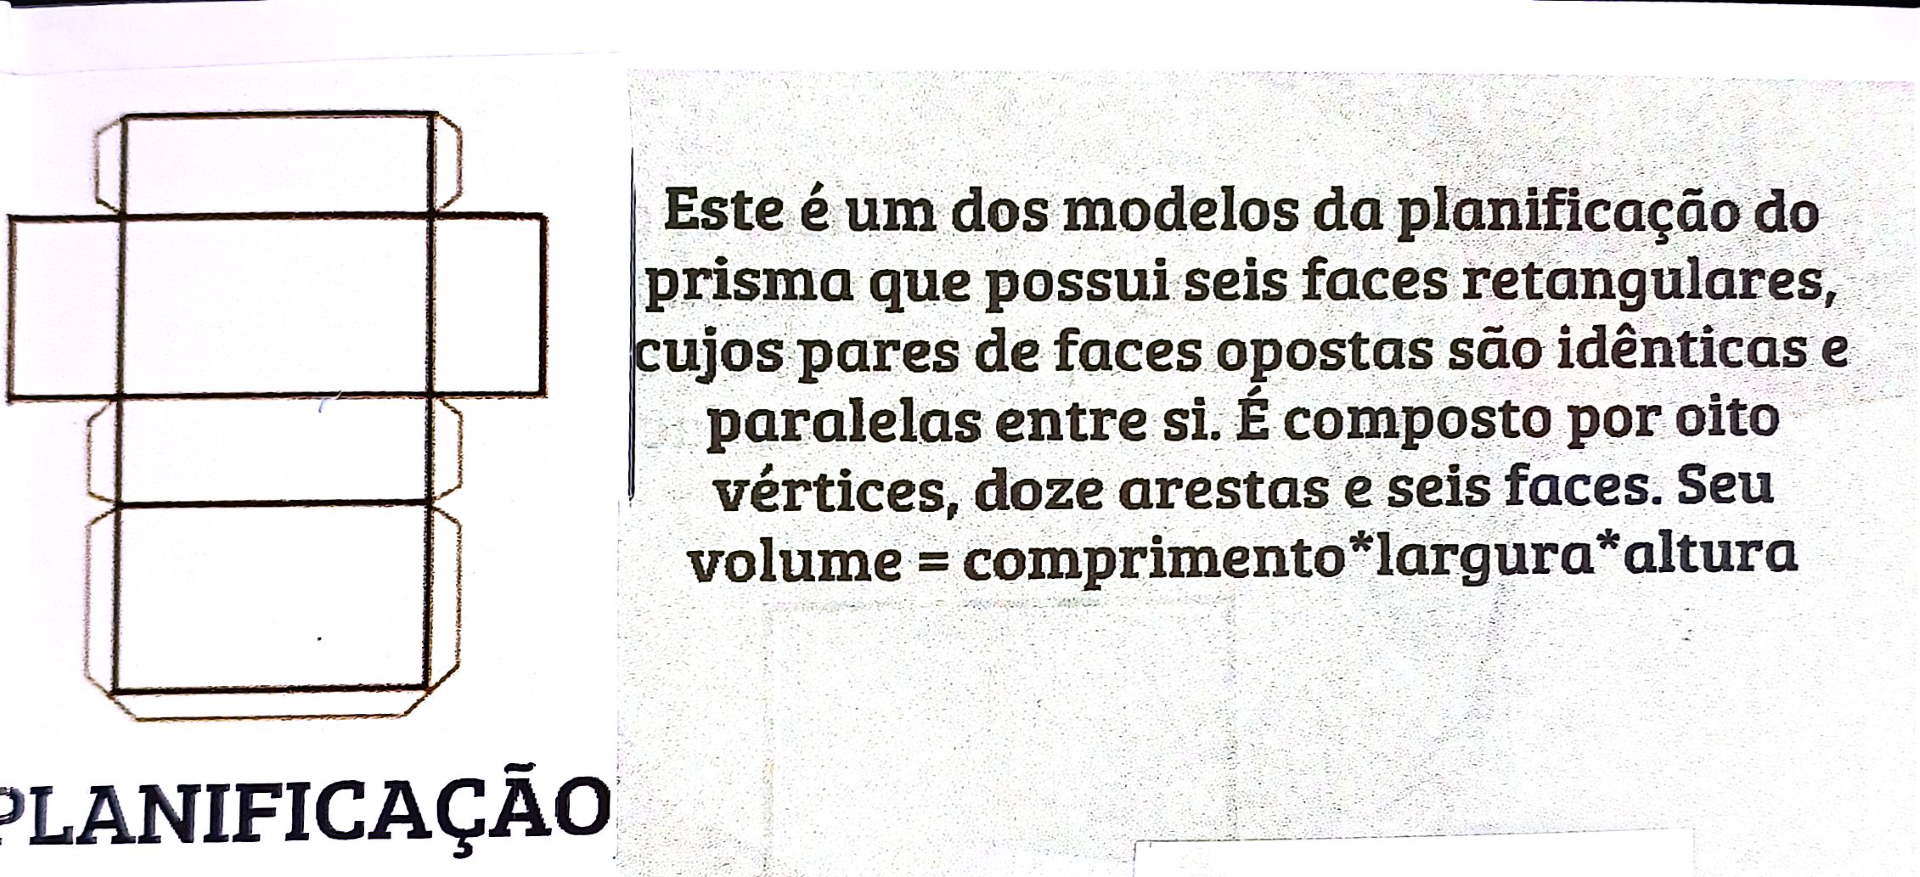 Este é um dos modelos da planificação do
prisma que possui seis faces retangulares,
cujos pares de faces opostas são idênticas e
paralelas entre si. É composto por oito
vértices, doze arestas e seis faces. Seu
volume = comprimento*largura*altura
PLANIFICAÇÃO